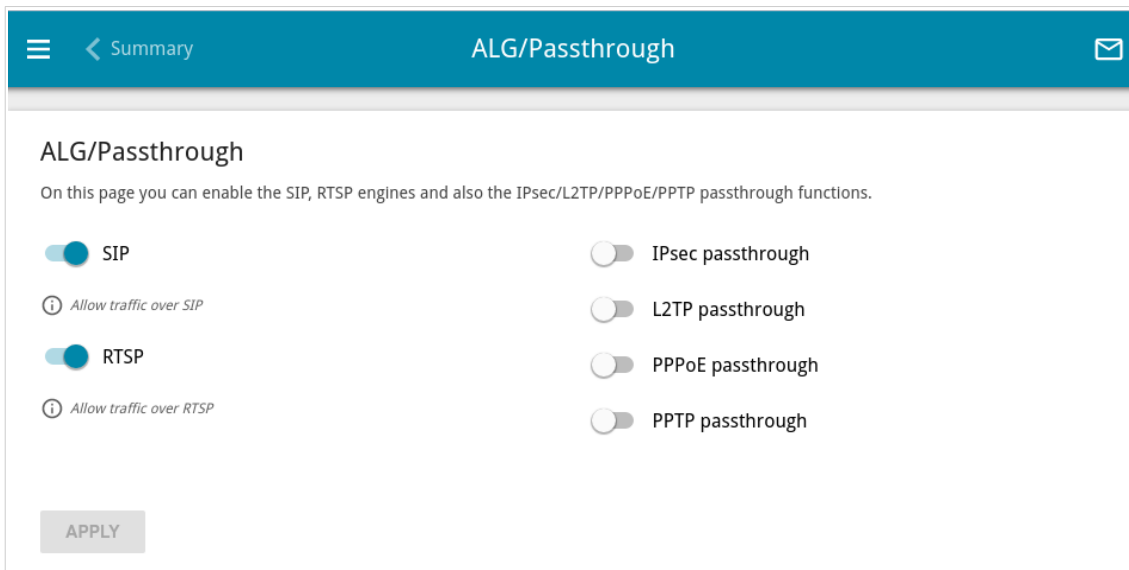 Summary
ALG/Passthrough
ALG/Passthrough
On this page you can enable the SIP, RTSP engines and also the IPsec/L2TP/PPPoE/PPTP passthrough functions.
SIP
Allow traffic over SIP
RTSP
Allow traffic over RTSP
IPsec passthrough
L2TP passthrough
PPPoE passthrough
PPTP passthrough
APPLY